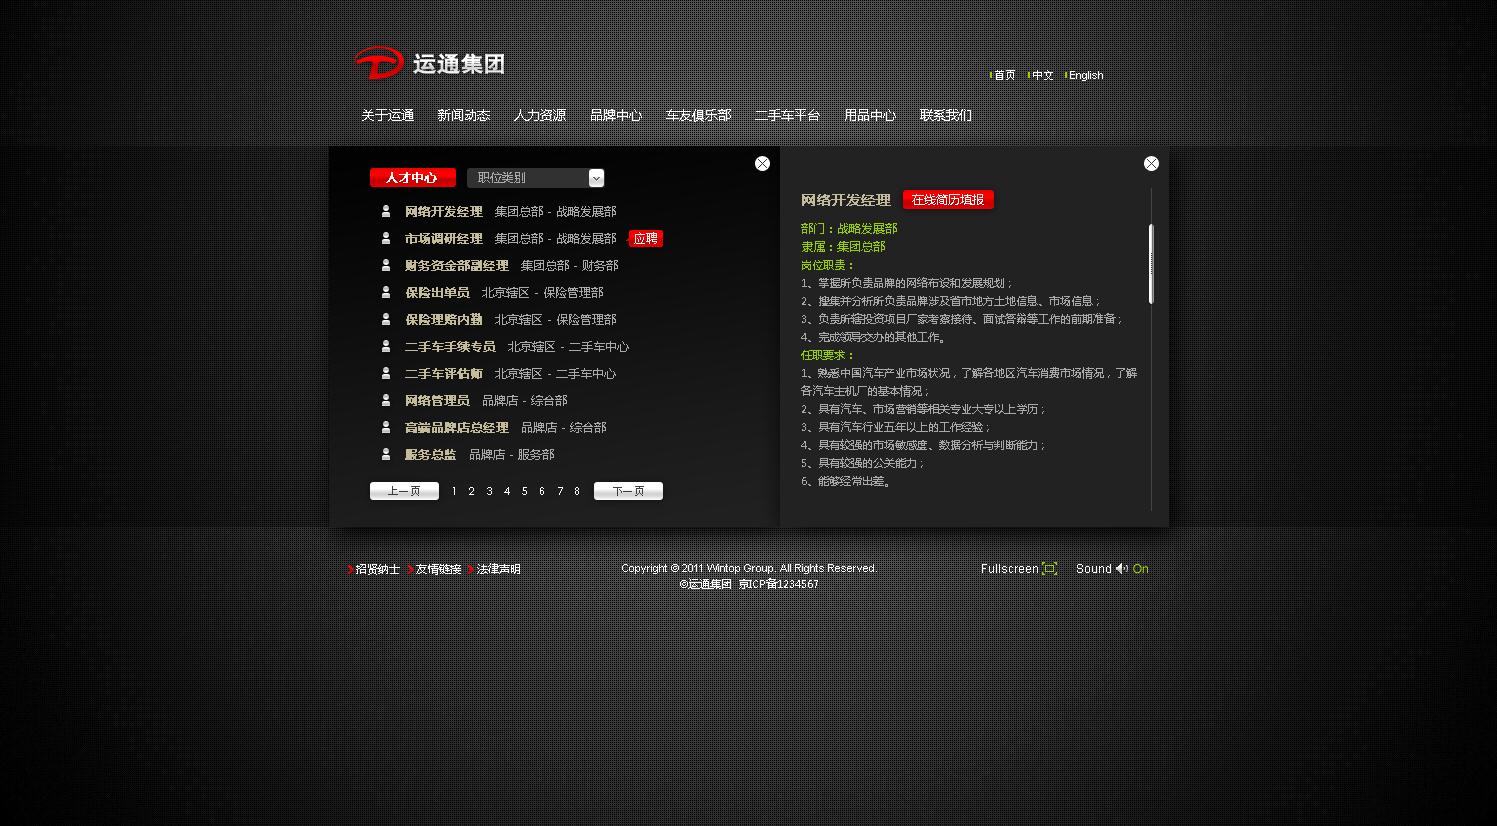 运通集团
首页 中文 English
关于运通 新闻动态 人力资源 品牌中心 车友俱乐部 二手车平台 用品中心 联系我们
人才中心 职位类别
网络开发经理 集团总部 - 战略发展部
市场调研经理 集团总部 - 战略发展部 应聘
财务资金部副经理 集团总部 - 财务部
保险出单员 北京辖区 - 保险管理部
保险理赔内勤 北京辖区 - 保险管理部
二手车手续专员 北京辖区 - 二手车中心
二手车评估师 北京辖区 - 二手车中心
网络管理员 品牌店 - 综合部
高端品牌店总经理 品牌店 - 综合部
服务总监 品牌店 - 服务部
上一页 1 2 3 4 5 6 7 8 下一页
网络开发经理 在线简历填报
部门：战略发展部
隶属：集团总部
岗位职责：
1、掌握所负责品牌的网络布设和发展规划；
2、搜集并分析所负责品牌涉及省市地方土地信息、市场信息；
3、负责所辖投资项目厂家考察接待、面试答辩等工作的前期准备；
4、完成领导交办的其他工作。
任职要求：
1、熟悉中国汽车产业市场状况，了解各地区汽车消费市场情况，了解
各汽车主机厂的基本情况；
2、具有汽车、市场营销等相关专业大专以上学历；
3、具有汽车行业五年以上的工作经验；
4、具有较强的市场敏感度、数据分析与判断能力；
5、具有较强的公关能力；
6、能够经常出差。
招贤纳士 友情链接 法律声明
Copyright © 2011 Wintop Group. All Rights Reserved.
©运通集团 京ICP备1234567
Fullscreen Sound On